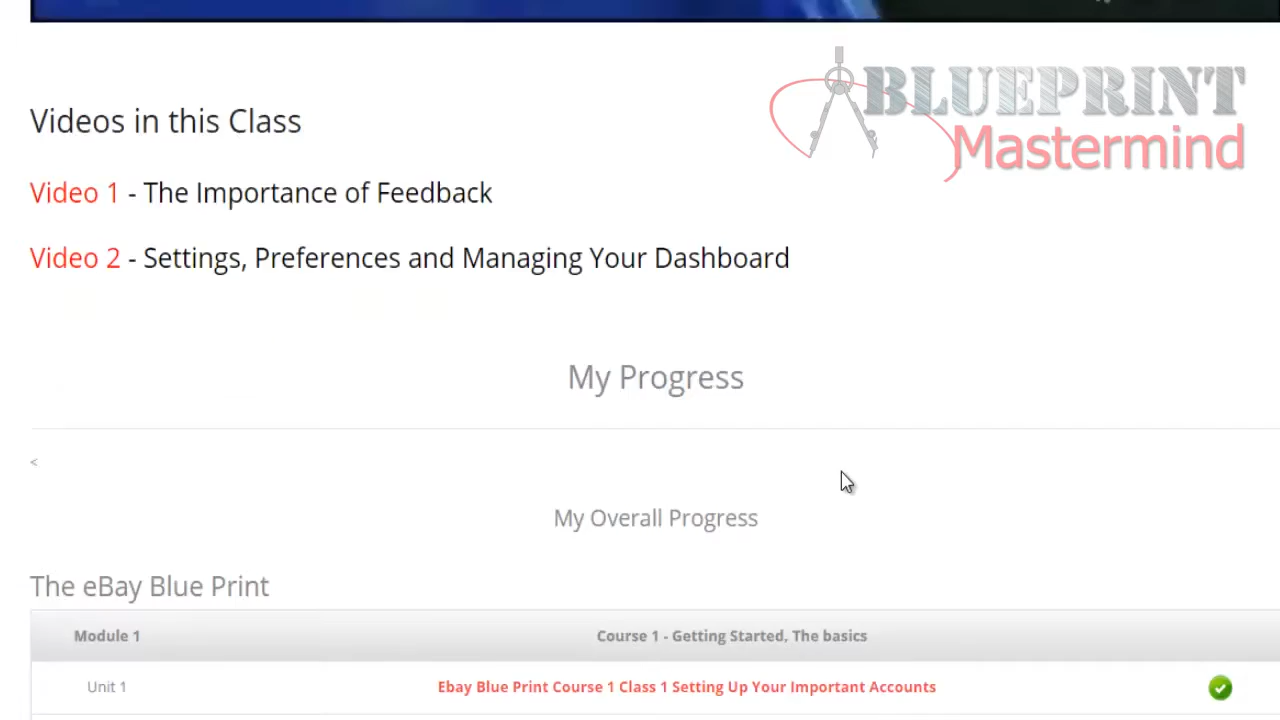 BLUEPRINT
Mastermind
Videos in this Class
Video 1 - The Importance of Feedback
Video 2 - Settings, Preferences and Managing Your Dashboard
My Progress
<
My Overall Progress
The eBay Blue Print
Module 1 Course 1 - Getting Started, The basics
Unit 1 Ebay Blue Print Course 1 Class 1 Setting Up Your Important Accounts